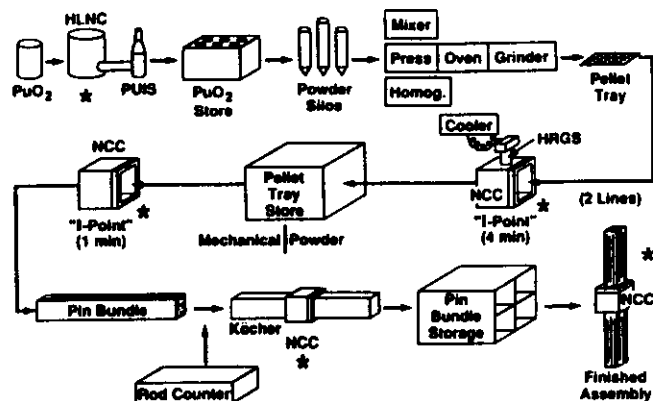 HLNC
PuO₂
*
PUIS
PuO₂
Store
Powder
Silos
Mixer
Press
Oven
Grinder
Homog.
Pellet
Tray
NCC
*
"I-Point"
(1 min)
Pellet
Tray
Store
Mechanical
Powder
Cooler
HRGS
NCC
*
"I-Point"
(4 min)
(2 Lines)
Pin Bundle
Köcher
NCC
*
Rod Counter
Pin
Bundle
Storage
*
NCC
Finished
Assembly